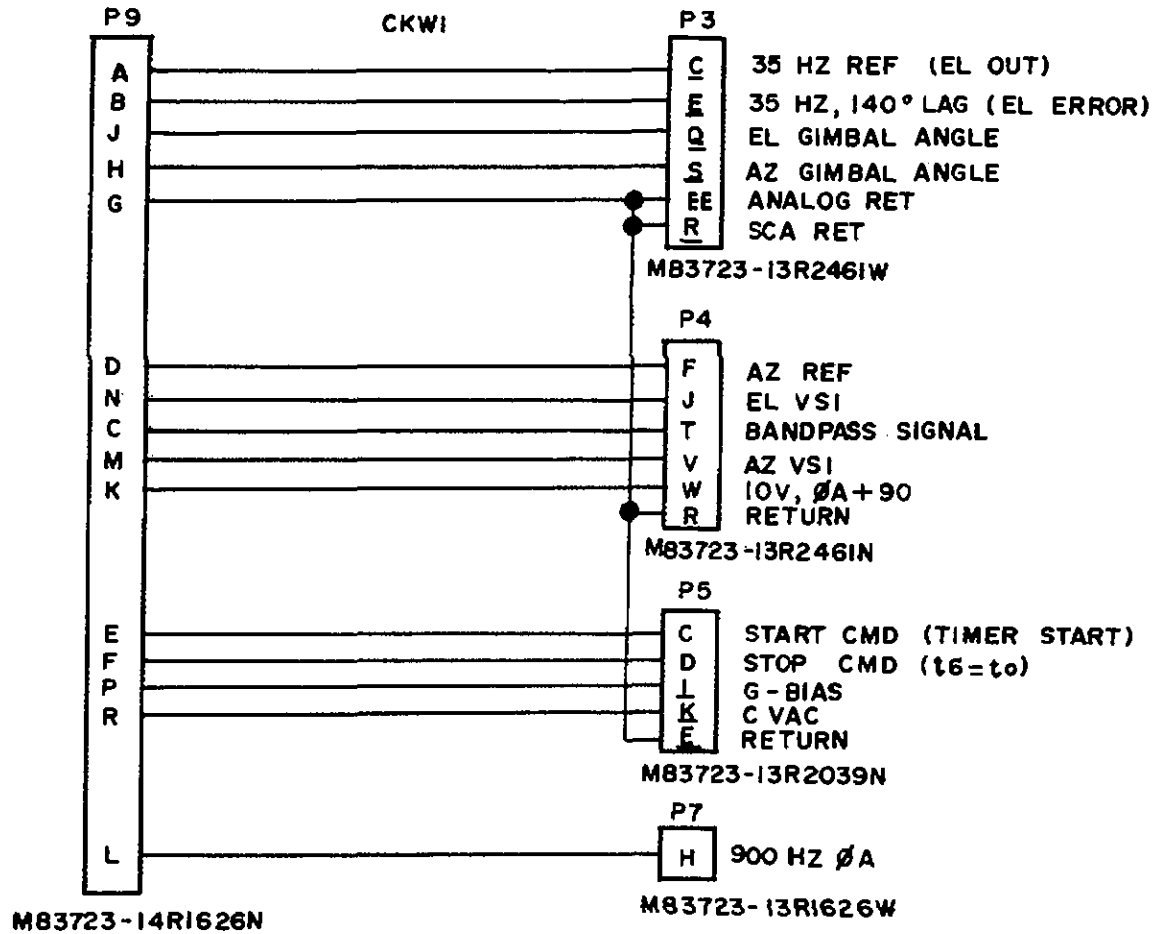 P9 CKW1 P3
A C 35 HZ REF (EL OUT)
B E 35 HZ, 140° LAG (EL ERROR)
J Q EL GIMBAL ANGLE
H S AZ GIMBAL ANGLE
G EE ANALOG RET
R SCA RET
M83723-13R2461W
P4
D F AZ REF
N J EL VSI
C T BANDPASS SIGNAL
M V AZ VSI
K W 10V, ØA+90
R RETURN
M83723-13R2461N
P5
E C START CMD (TIMER START)
F D STOP CMD (t6=to)
P I G-BIAS
R K C VAC
E RETURN
M83723-13R2039N
P7
L H 900 HZ ØA
M83723-14R1626N M83723-13R1626W